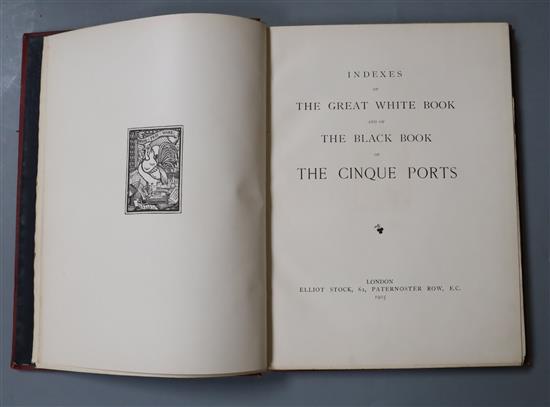 INDEXES
OF
THE GREAT WHITE BOOK
AND OF
THE BLACK BOOK
OF
THE CINQUE PORTS
LONDON
ELLIOT STOCK, 62, PATERNOSTER ROW, E.C.
1905